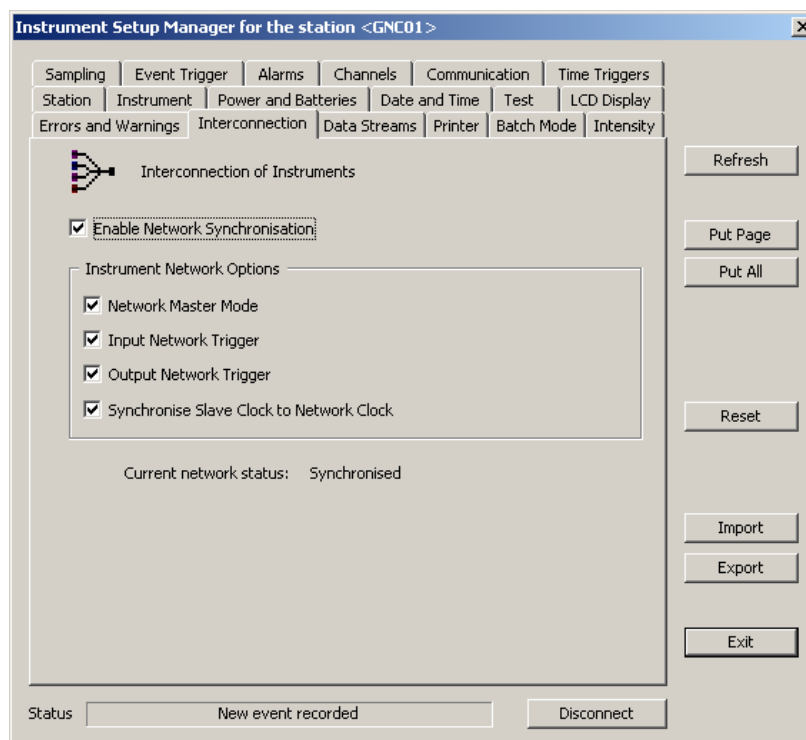 Instrument Setup Manager for the station <GNC01>
Sampling Event Trigger Alarms Channels Communication Time Triggers
Station Instrument Power and Batteries Date and Time Test LCD Display
Errors and Warnings Interconnection Data Streams Printer Batch Mode Intensity
Interconnection of Instruments
Enable Network Synchronisation
Instrument Network Options
Network Master Mode
Input Network Trigger
Output Network Trigger
Synchronise Slave Clock to Network Clock
Current network status: Synchronised
Refresh
Put Page
Put All
Reset
Import
Export
Exit
Status New event recorded Disconnect